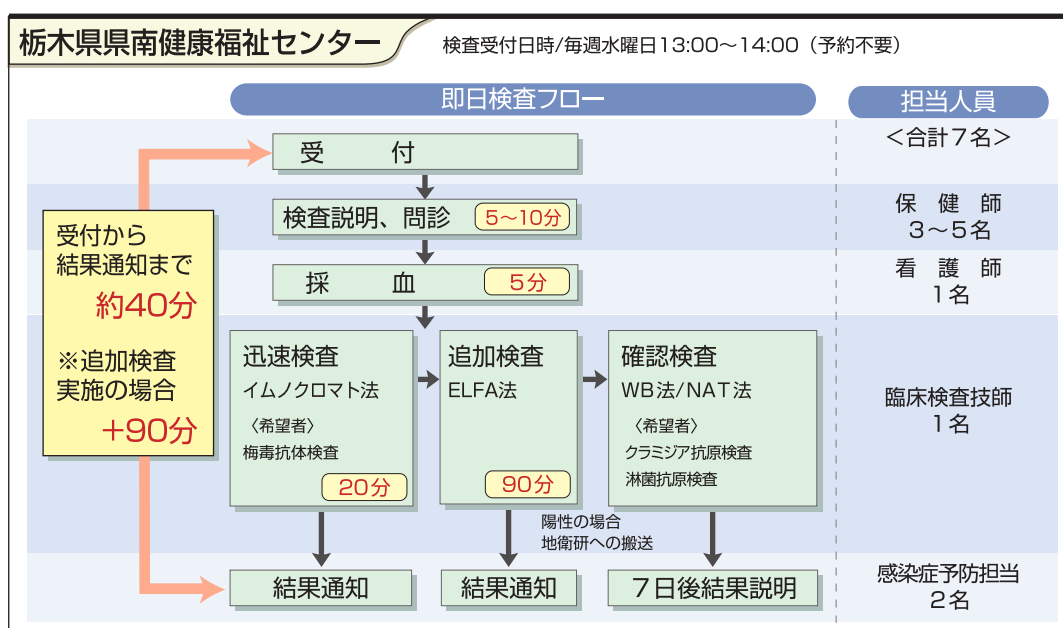 栃木県県南健康福祉センター
検査受付日時/毎週水曜日13:00～14:00（予約不要）
即日検査フロー
担当人員
＜合計7名＞
受　　付
検査説明、問診
5～10分
保　健　師
3～5名
採　　血
5分
看　護　師
1名
受付から
結果通知まで
約40分
※追加検査
実施の場合
+90分
迅速検査
イムノクロマト法
〈希望者〉
梅毒抗体検査
20分
追加検査
ELFA法
90分
確認検査
WB法/NAT法
〈希望者〉
クラミジア抗原検査
淋菌抗原検査
臨床検査技師
1名
陽性の場合
地衛研への搬送
結果通知
結果通知
7日後結果説明
感染症予防担当
2名